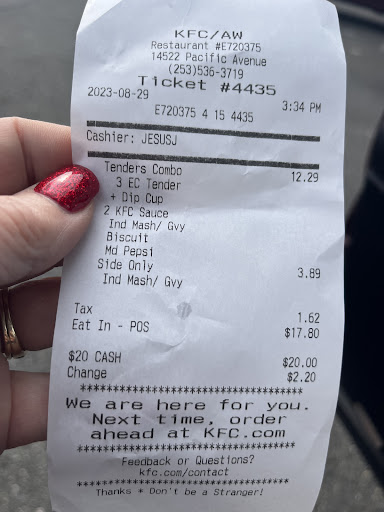 KFC/AW
Restaurant #E720375
14522 Pacific Avenue
(253)536-3719
Ticket #4435
2023-08-29 3:34 PM
E720375 4 15 4435
Cashier: JESUSJ
Tenders Combo 12.29
3 EC Tender
+ Dip Cup
2 KFC Sauce
Ind Mash/ Gvy
Biscuit
Md Pepsi
Side Only 3.89
Ind Mash/ Gvy
Tax 1.62
Eat In - POS $17.80
$20 CASH $20.00
Change $2.20
****************************************
We are here for you.
Next time, order
ahead at KFC.com
****************************************
Feedback or Questions?
kfc.com/contact
****************************************
Thanks + Don't be a Stranger!